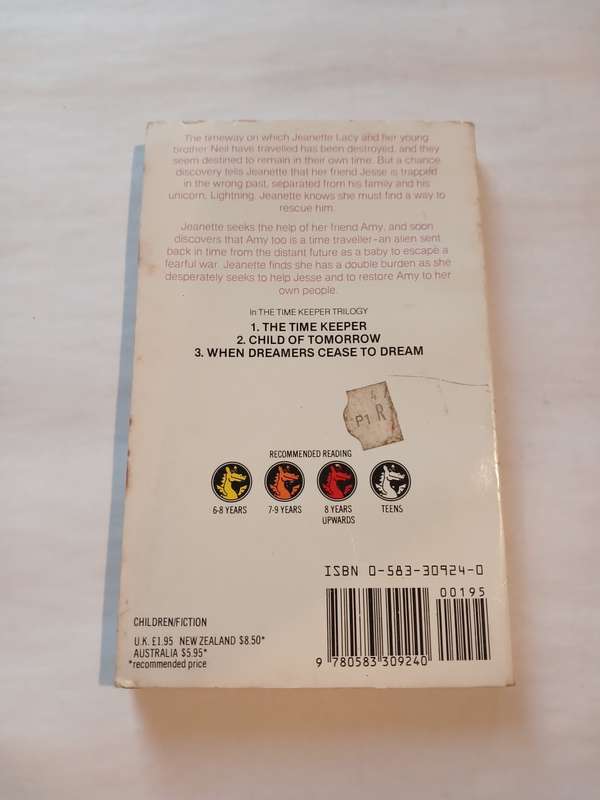 The timeway on which Jeanette Lacy and her young
brother Neil have travelled has been destroyed, and they
seem destined to remain in their own time. But a chance
discovery tells Jeanette that her friend Jesse is trapped
in the wrong past, separated from his family and his
unicorn, Lightning. Jeanette knows she must find a way to
rescue him.
Jeanette seeks the help of her friend Amy, and soon
discovers that Amy too is a time traveller–an alien sent
back in time from the distant future as a baby to escape a
fearful war. Jeanette finds she has a double burden as she
desperately seeks to help Jesse and to restore Amy to her
own people.
In THE TIME KEEPER TRILOGY
1. THE TIME KEEPER
2. CHILD OF TOMORROW
3. WHEN DREAMERS CEASE TO DREAM
4
P1 R
RECOMMENDED READING
6-8 YEARS 7-9 YEARS 8 YEARS UPWARDS TEENS
ISBN 0-583-30924-0
00195
CHILDREN/FICTION
U.K. £1.95 NEW ZEALAND $8.50*
AUSTRALIA $5.95*
*recommended price
9 780583 309240